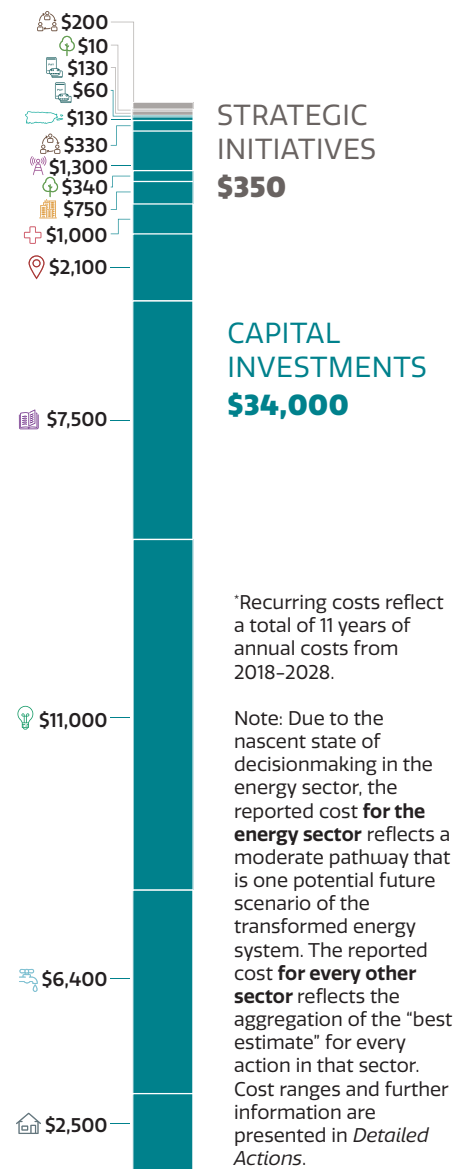 $200
$10
$130
$60
$130
$330
$1,300
$340
$750
$1,000
$2,100
$7,500
$11,000
$6,400
$2,500
STRATEGIC
INITIATIVES
$350
CAPITAL
INVESTMENTS
$34,000
*Recurring costs reflect
a total of 11 years of
annual costs from
2018–2028.
Note: Due to the
nascent state of
decisionmaking in the
energy sector, the
reported cost for the
energy sector reflects a
moderate pathway that
is one potential future
scenario of the
transformed energy
system. The reported
cost for every other
sector reflects the
aggregation of the “best
estimate” for every
action in that sector.
Cost ranges and further
information are
presented in Detailed
Actions.